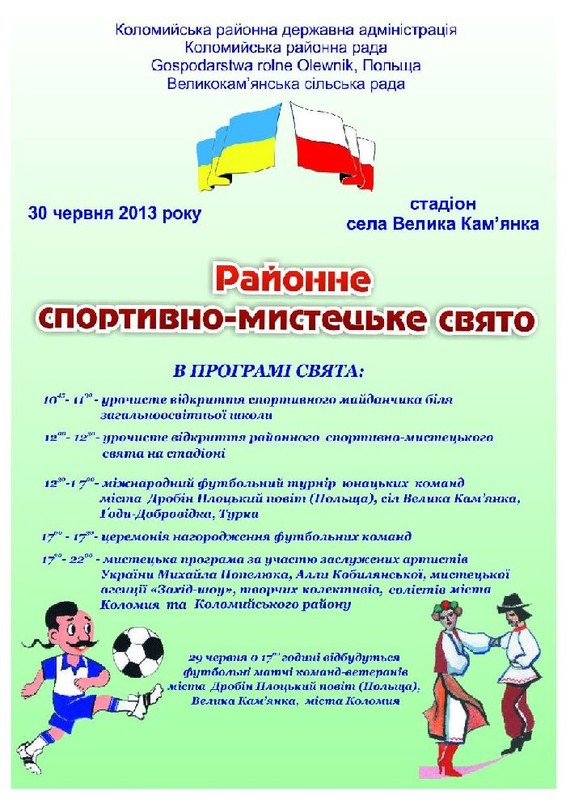 Коломийська районна державна адміністрація
Коломийська районна рада
Gospodarstwa rolne Olewnik, Польща
Великокам'янська сільська рада
30 червня 2013 року
стадіон
села Велика Кам'янка
Районне
спортивно-мистецьке свято
В ПРОГРАМІ СВЯТА:
10⁴⁵- 11³⁰ - урочисте відкриття спортивного майданчика біля
загальноосвітньої школи
12⁰⁰- 12³⁰- урочисте відкриття районного спортивно-мистецького
свята на стадіоні
12³⁰-17⁰⁰- міжнародний футбольний турнір юнацьких команд
міста Дробін Плоцький повіт (Польща), сіл Велика Кам'янка,
Годи-Добровідка, Турка
17⁰⁰ - 17³⁰- церемонія нагородження футбольних команд
17³⁰- 22⁰⁰ - мистецька програма за участю заслужених артистів
України Михайла Попелюка, Алли Кобилянської, мистецької
агенції «Захід-шоу», творчих колективів, солістів міста
Коломия та Коломийського району
29 червня о 17⁰⁰ годині відбудуться
футбольні матчі команд-ветеранів
міста Дробін Плоцький повіт (Польща),
Велика Кам'янка, міста Коломия